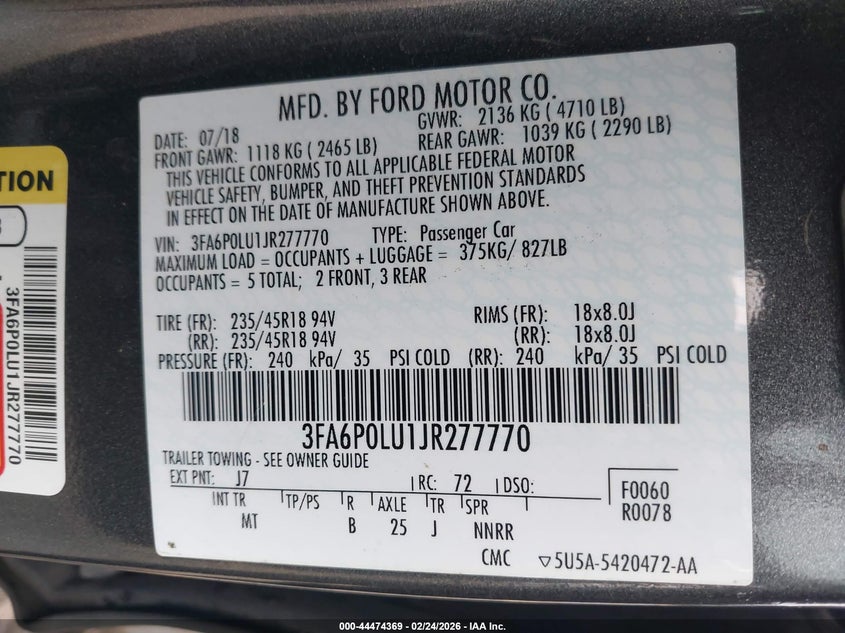 MFD. BY FORD MOTOR CO.
DATE: 07/18
GVWR: 2136 KG ( 4710 LB)
FRONT GAWR: 1118 KG ( 2465 LB)
REAR GAWR: 1039 KG ( 2290 LB)
THIS VEHICLE CONFORMS TO ALL APPLICABLE FEDERAL MOTOR
VEHICLE SAFETY, BUMPER, AND THEFT PREVENTION STANDARDS
IN EFFECT ON THE DATE OF MANUFACTURE SHOWN ABOVE.
VIN: 3FA6P0LU1JR277770 TYPE: Passenger Car
MAXIMUM LOAD = OCCUPANTS + LUGGAGE = 375KG/ 827LB
OCCUPANTS = 5 TOTAL; 2 FRONT, 3 REAR
TIRE (FR): 235/45R18 94V RIMS (FR): 18x8.0J
(RR): 235/45R18 94V (RR): 18x8.0J
PRESSURE (FR): 240 kPa/ 35 PSI COLD (RR): 240 kPa/ 35 PSI COLD
3FA6P0LU1JR277770
TRAILER TOWING - SEE OWNER GUIDE
EXT PNT: J7 RC: 72 DSO:
F0060
R0078
INT TR TP/PS R AXLE TR SPR
MT B 25 J NNRR
CMC ▽5U5A-5420472-AA
TION
3FA6P0LU1JR277770
000-44474369 - 02/24/2026 - IAA Inc.